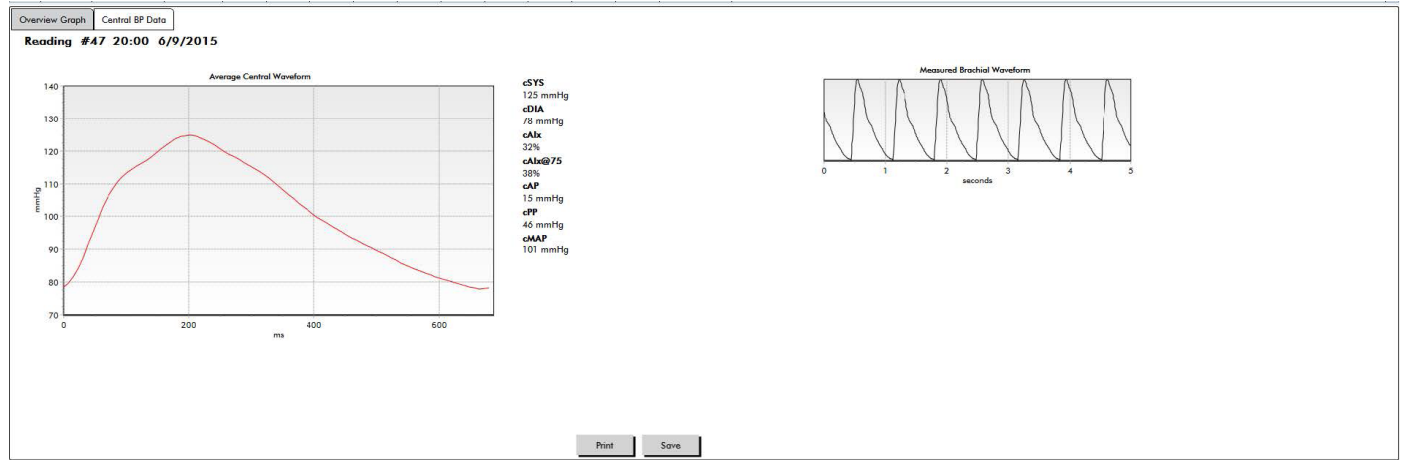 Overview Graph
Central BP Data
Reading #47 20:00 6/9/2015
Average Central Waveform
140
130
120
110
100
90
80
70
mmHg
0 200 400 600
ms
cSYS
125 mmHg
cDIA
78 mmHg
cAIx
32%
cAIx@75
38%
cAP
15 mmHg
cPP
46 mmHg
cMAP
101 mmHg
Measured Brachial Waveform
0 1 2 3 4 5
seconds
Print
Save